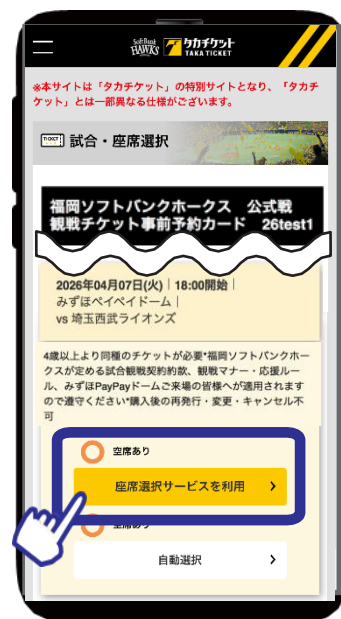 SoftBank HAWKS タカチケット
TAKA TICKET
※本サイトは「タカチケット」の特別サイトとなり、「タカチ
ケット」とは一部異なる仕様がございます。
TICKET 試合・座席選択
福岡ソフトバンクホークス 公式戦
観戦チケット事前予約カード 26test1
2026年04月07日(火)│18:00開始│
みずほペイペイドーム│
vs 埼玉西武ライオンズ
4歳以上より同種のチケットが必要*福岡ソフトバンクホー
クスが定める試合観戦契約約款、観戦マナー・応援ルー
ル、みずほPayPayドームご来場の皆様へが適用されます
ので遵守ください*購入後の再発行・変更・キャンセル不
可
空席あり
座席選択サービスを利用
空席あり
自動選択